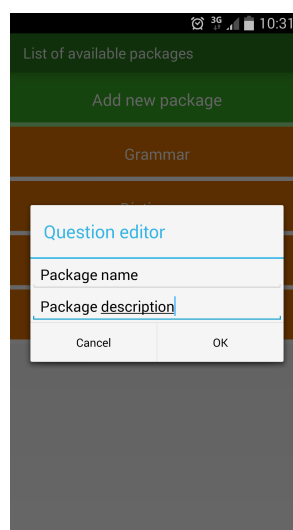 3G 10:31
List of available packages
Add new package
Grammar
Question editor
Package name
Package description
Cancel OK